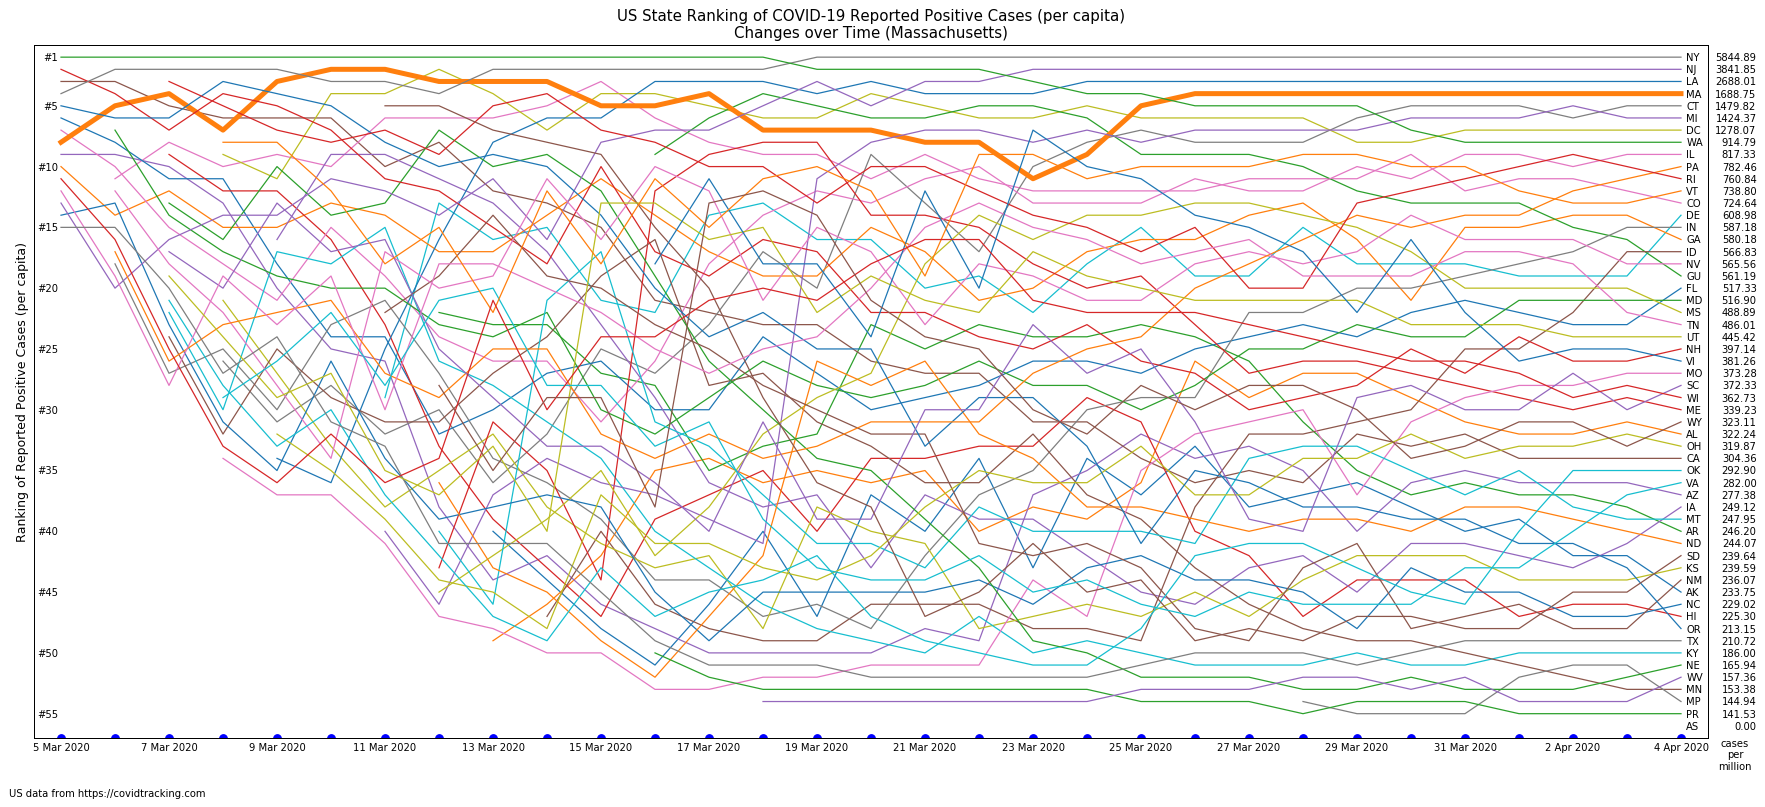 US State Ranking of COVID-19 Reported Positive Cases (per capita)
Changes over Time (Massachusetts)
Ranking of Reported Positive Cases (per capita)
#1
#5
#10
#15
#20
#25
#30
#35
#40
#45
#50
#55
NY 5844.89
NJ 3841.85
LA 2688.01
MA 1688.75
CT 1479.82
MI 1424.37
DC 1278.07
WA 914.79
IL 817.33
PA 782.46
RI 760.84
VT 738.80
CO 724.64
DE 608.98
IN 587.18
GA 580.18
ID 566.83
NV 565.56
GU 561.19
FL 517.33
MD 516.90
MS 488.89
TN 486.01
UT 445.42
NH 397.14
VI 381.26
MO 373.28
SC 372.33
WI 362.73
ME 339.23
WY 323.11
AL 322.24
OH 319.87
CA 304.36
OK 292.90
VA 282.00
AZ 277.38
IA 249.12
MT 247.95
AR 246.20
ND 244.07
SD 239.64
KS 239.59
NM 236.07
AK 233.75
NC 229.02
HI 225.30
OR 213.15
TX 210.72
KY 186.00
NE 165.94
WV 157.36
MN 153.38
MP 144.94
PR 141.53
AS 0.00
5 Mar 2020 7 Mar 2020 9 Mar 2020 11 Mar 2020 13 Mar 2020 15 Mar 2020 17 Mar 2020 19 Mar 2020 21 Mar 2020 23 Mar 2020 25 Mar 2020 27 Mar 2020 29 Mar 2020 31 Mar 2020 2 Apr 2020 4 Apr 2020
cases
per
million
US data from https://covidtracking.com